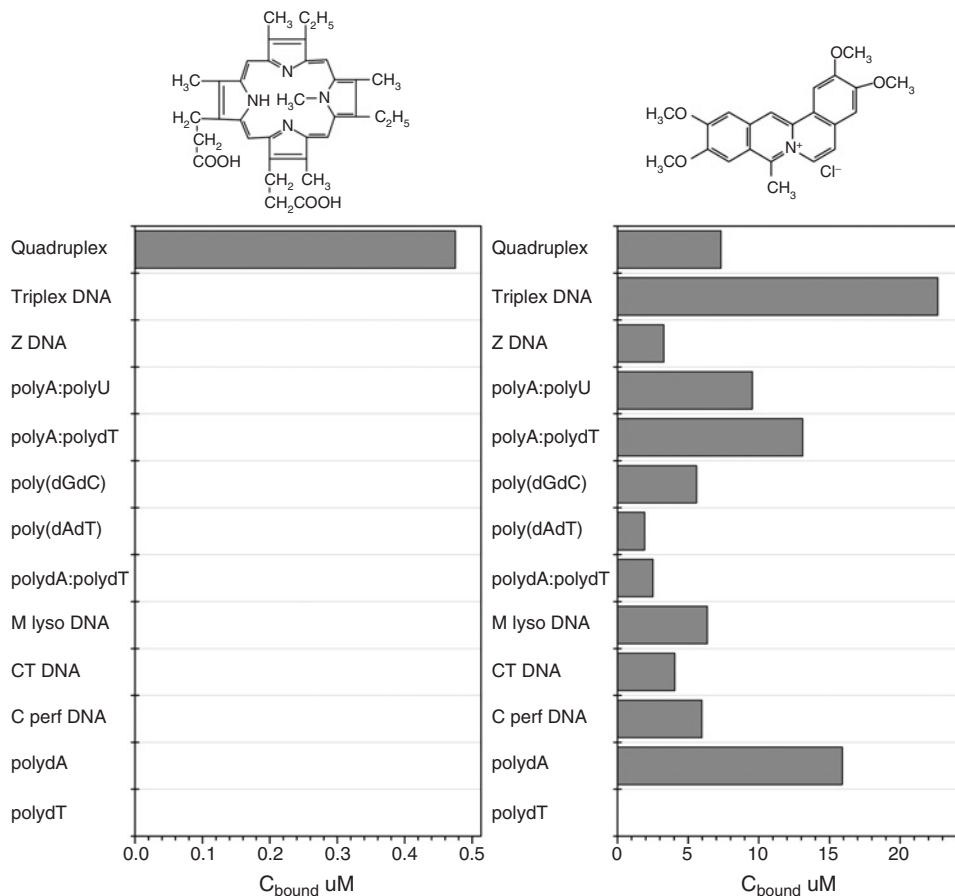 CH3 C2H5
H3C CH3
N
NH H3C N
N
H2C C2H5
CH2
COOH CH2 CH3
CH2COOH
OCH3
OCH3
H3CO
H3CO N+
CH3 Cl−
Quadruplex
Triplex DNA
Z DNA
polyA:polyU
polyA:polydT
poly(dGdC)
poly(dAdT)
polydA:polydT
M lyso DNA
CT DNA
C perf DNA
polydA
polydT
0.0 0.1 0.2 0.3 0.4 0.5
Cbound uM
Quadruplex
Triplex DNA
Z DNA
polyA:polyU
polyA:polydT
poly(dGdC)
poly(dAdT)
polydA:polydT
M lyso DNA
CT DNA
C perf DNA
polydA
polydT
0 5 10 15 20
Cbound uM